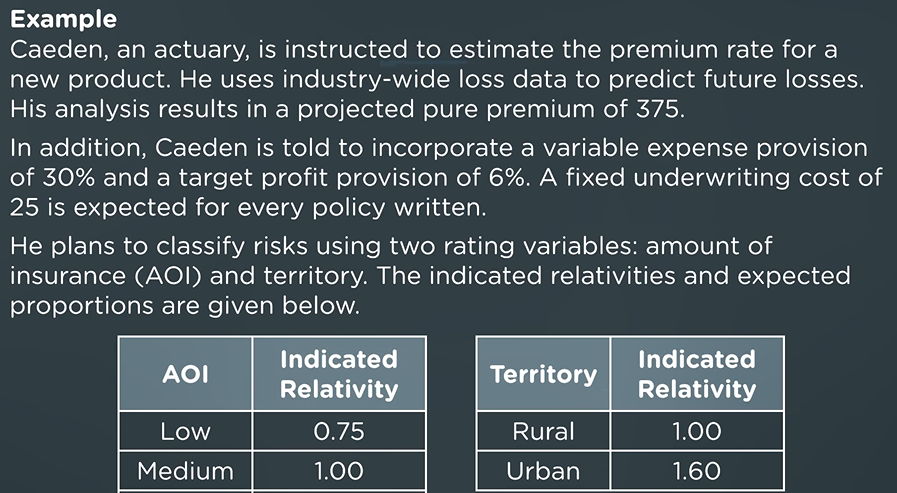 Example
Caeden, an actuary, is instructed to estimate the premium rate for a
new product. He uses industry-wide loss data to predict future losses.
His analysis results in a projected pure premium of 375.
In addition, Caeden is told to incorporate a variable expense provision
of 30% and a target profit provision of 6%. A fixed underwriting cost of
25 is expected for every policy written.
He plans to classify risks using two rating variables: amount of
insurance (AOI) and territory. The indicated relativities and expected
proportions are given below.
AOI Indicated Relativity
Low 0.75
Medium 1.00
Territory Indicated Relativity
Rural 1.00
Urban 1.60